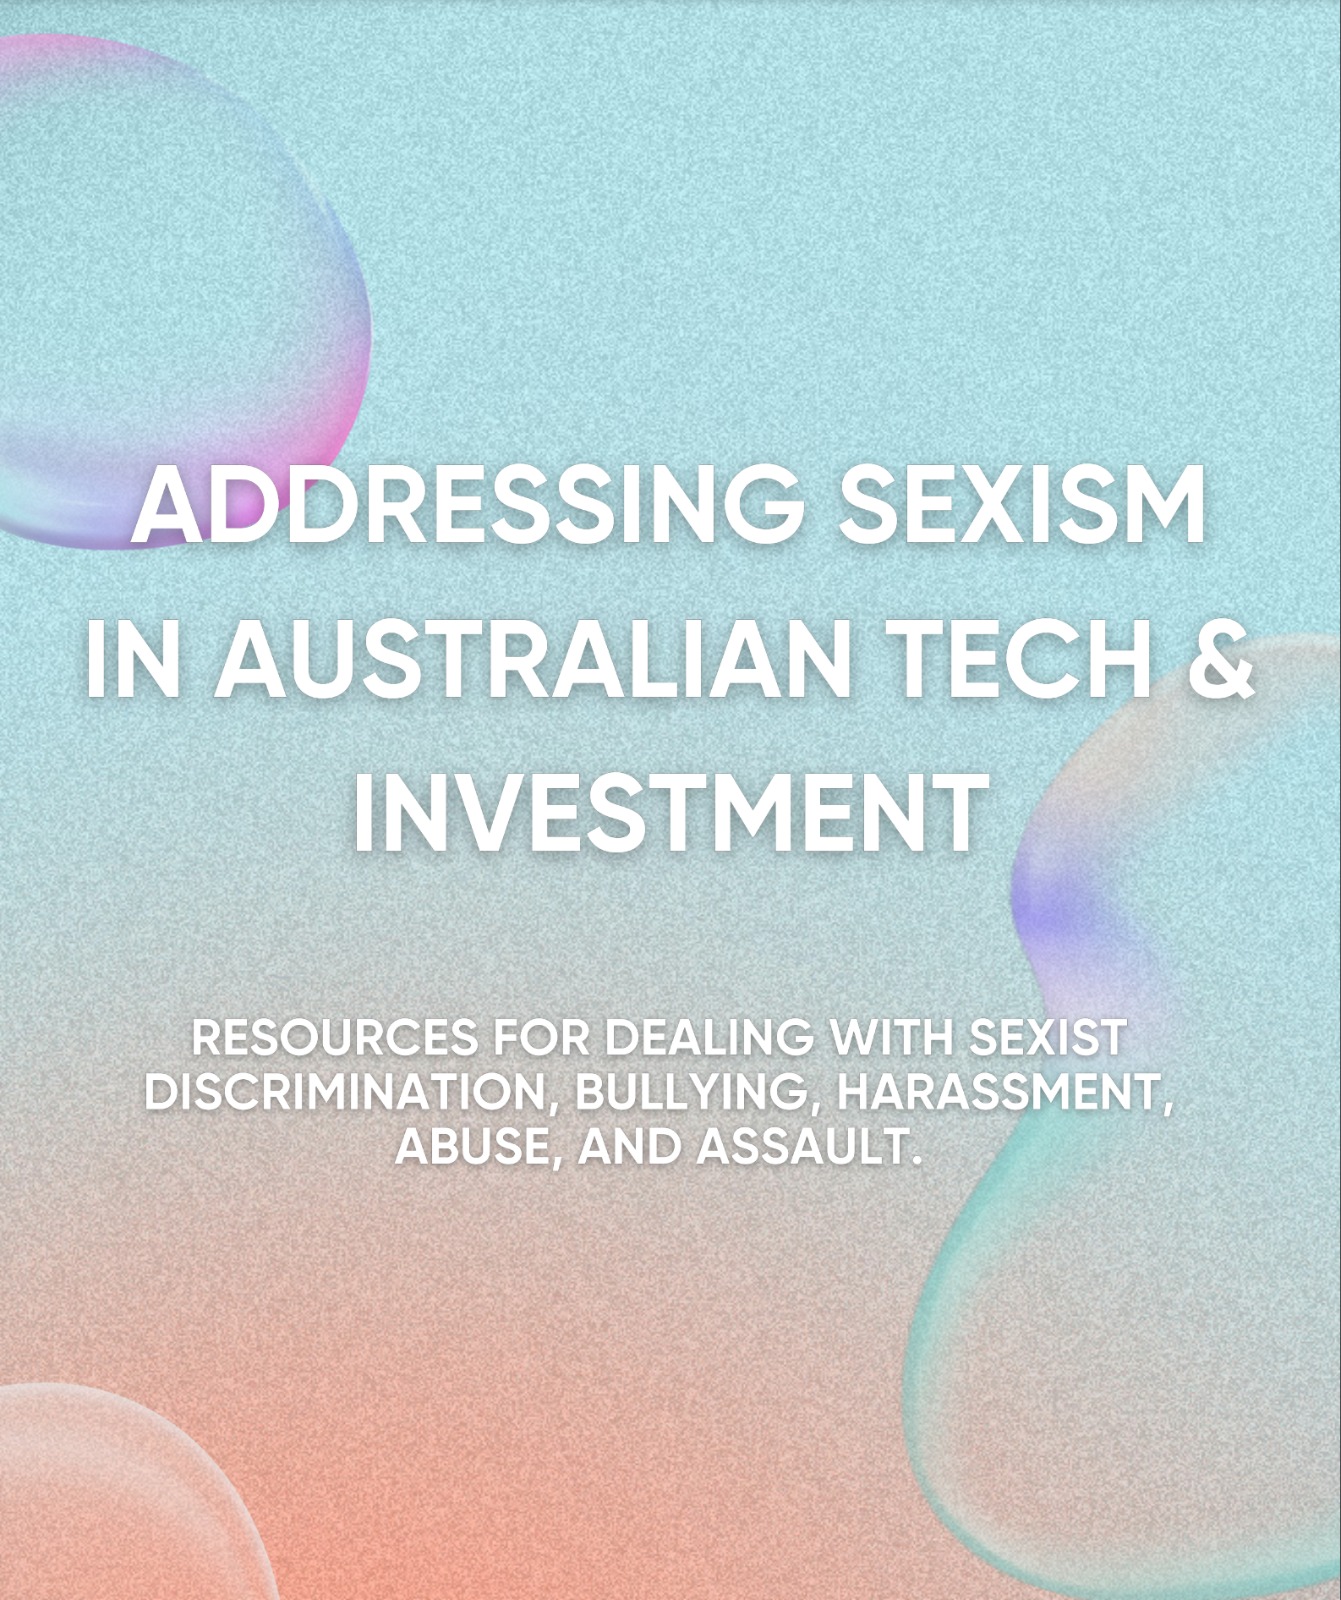 ADDRESSING SEXISM
IN AUSTRALIAN TECH &
INVESTMENT
RESOURCES FOR DEALING WITH SEXIST
DISCRIMINATION, BULLYING, HARASSMENT,
ABUSE, AND ASSAULT.